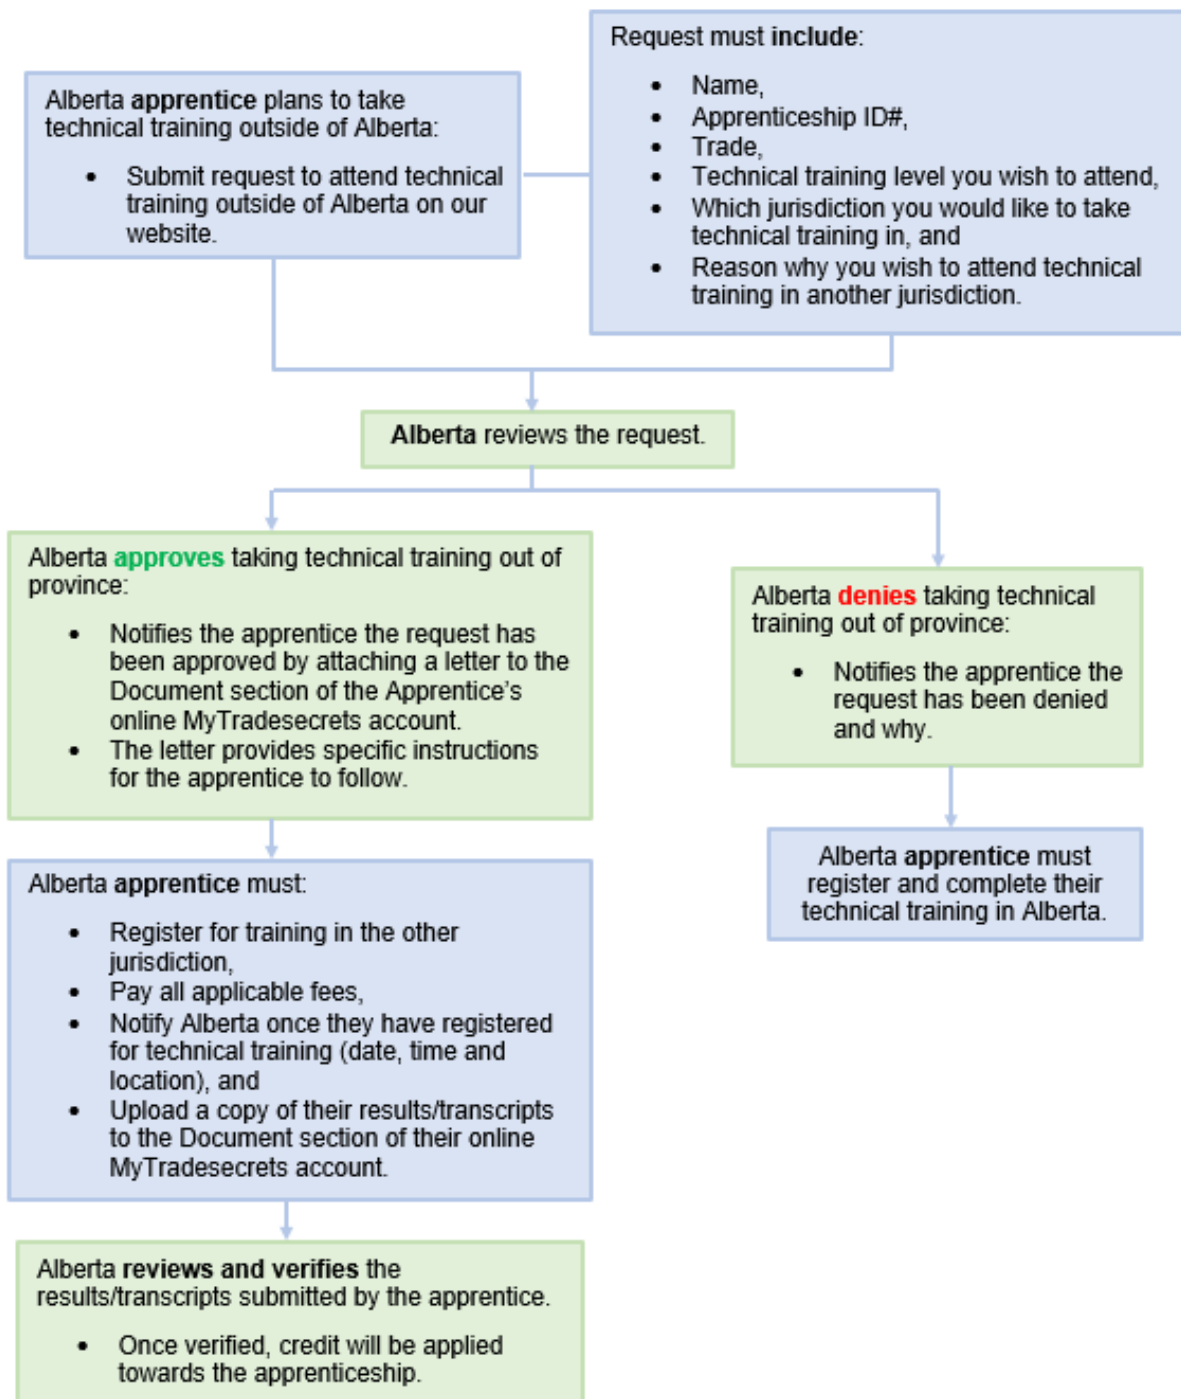 Alberta apprentice plans to take
technical training outside of Alberta:
• Submit request to attend technical
training outside of Alberta on our
website.
Request must include:
• Name,
• Apprenticeship ID#,
• Trade,
• Technical training level you wish to attend,
• Which jurisdiction you would like to take
technical training in, and
• Reason why you wish to attend technical
training in another jurisdiction.
Alberta reviews the request.
Alberta approves taking technical training out of
province:
• Notifies the apprentice the request has
been approved by attaching a letter to the
Document section of the Apprentice’s
online MyTradesecrets account.
• The letter provides specific instructions
for the apprentice to follow.
Alberta denies taking technical
training out of province:
• Notifies the apprentice the
request has been denied
and why.
Alberta apprentice must:
• Register for training in the other
jurisdiction,
• Pay all applicable fees,
• Notify Alberta once they have registered
for technical training (date, time and
location), and
• Upload a copy of their results/transcripts
to the Document section of their online
MyTradesecrets account.
Alberta apprentice must
register and complete their
technical training in Alberta.
Alberta reviews and verifies the
results/transcripts submitted by the apprentice.
• Once verified, credit will be applied
towards the apprenticeship.